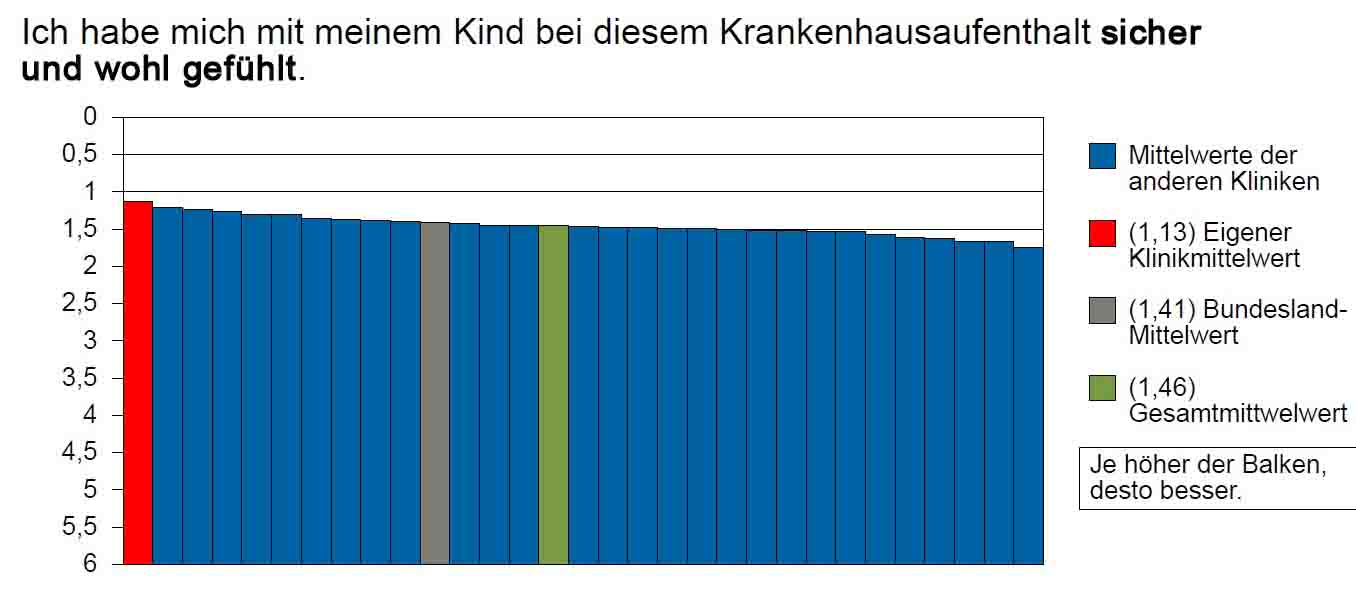 Ich habe mich mit meinem Kind bei diesem Krankenhausaufenthalt sicher
und wohl gefühlt.
0
0,5
1
1,5
2
2,5
3
3,5
4
4,5
5
5,5
6
Mittelwerte der
anderen Kliniken
(1,13) Eigener
Klinikmittelwert
(1,41) Bundesland-
Mittelwert
(1,46)
Gesamtmittwelwert
Je höher der Balken,
desto besser.